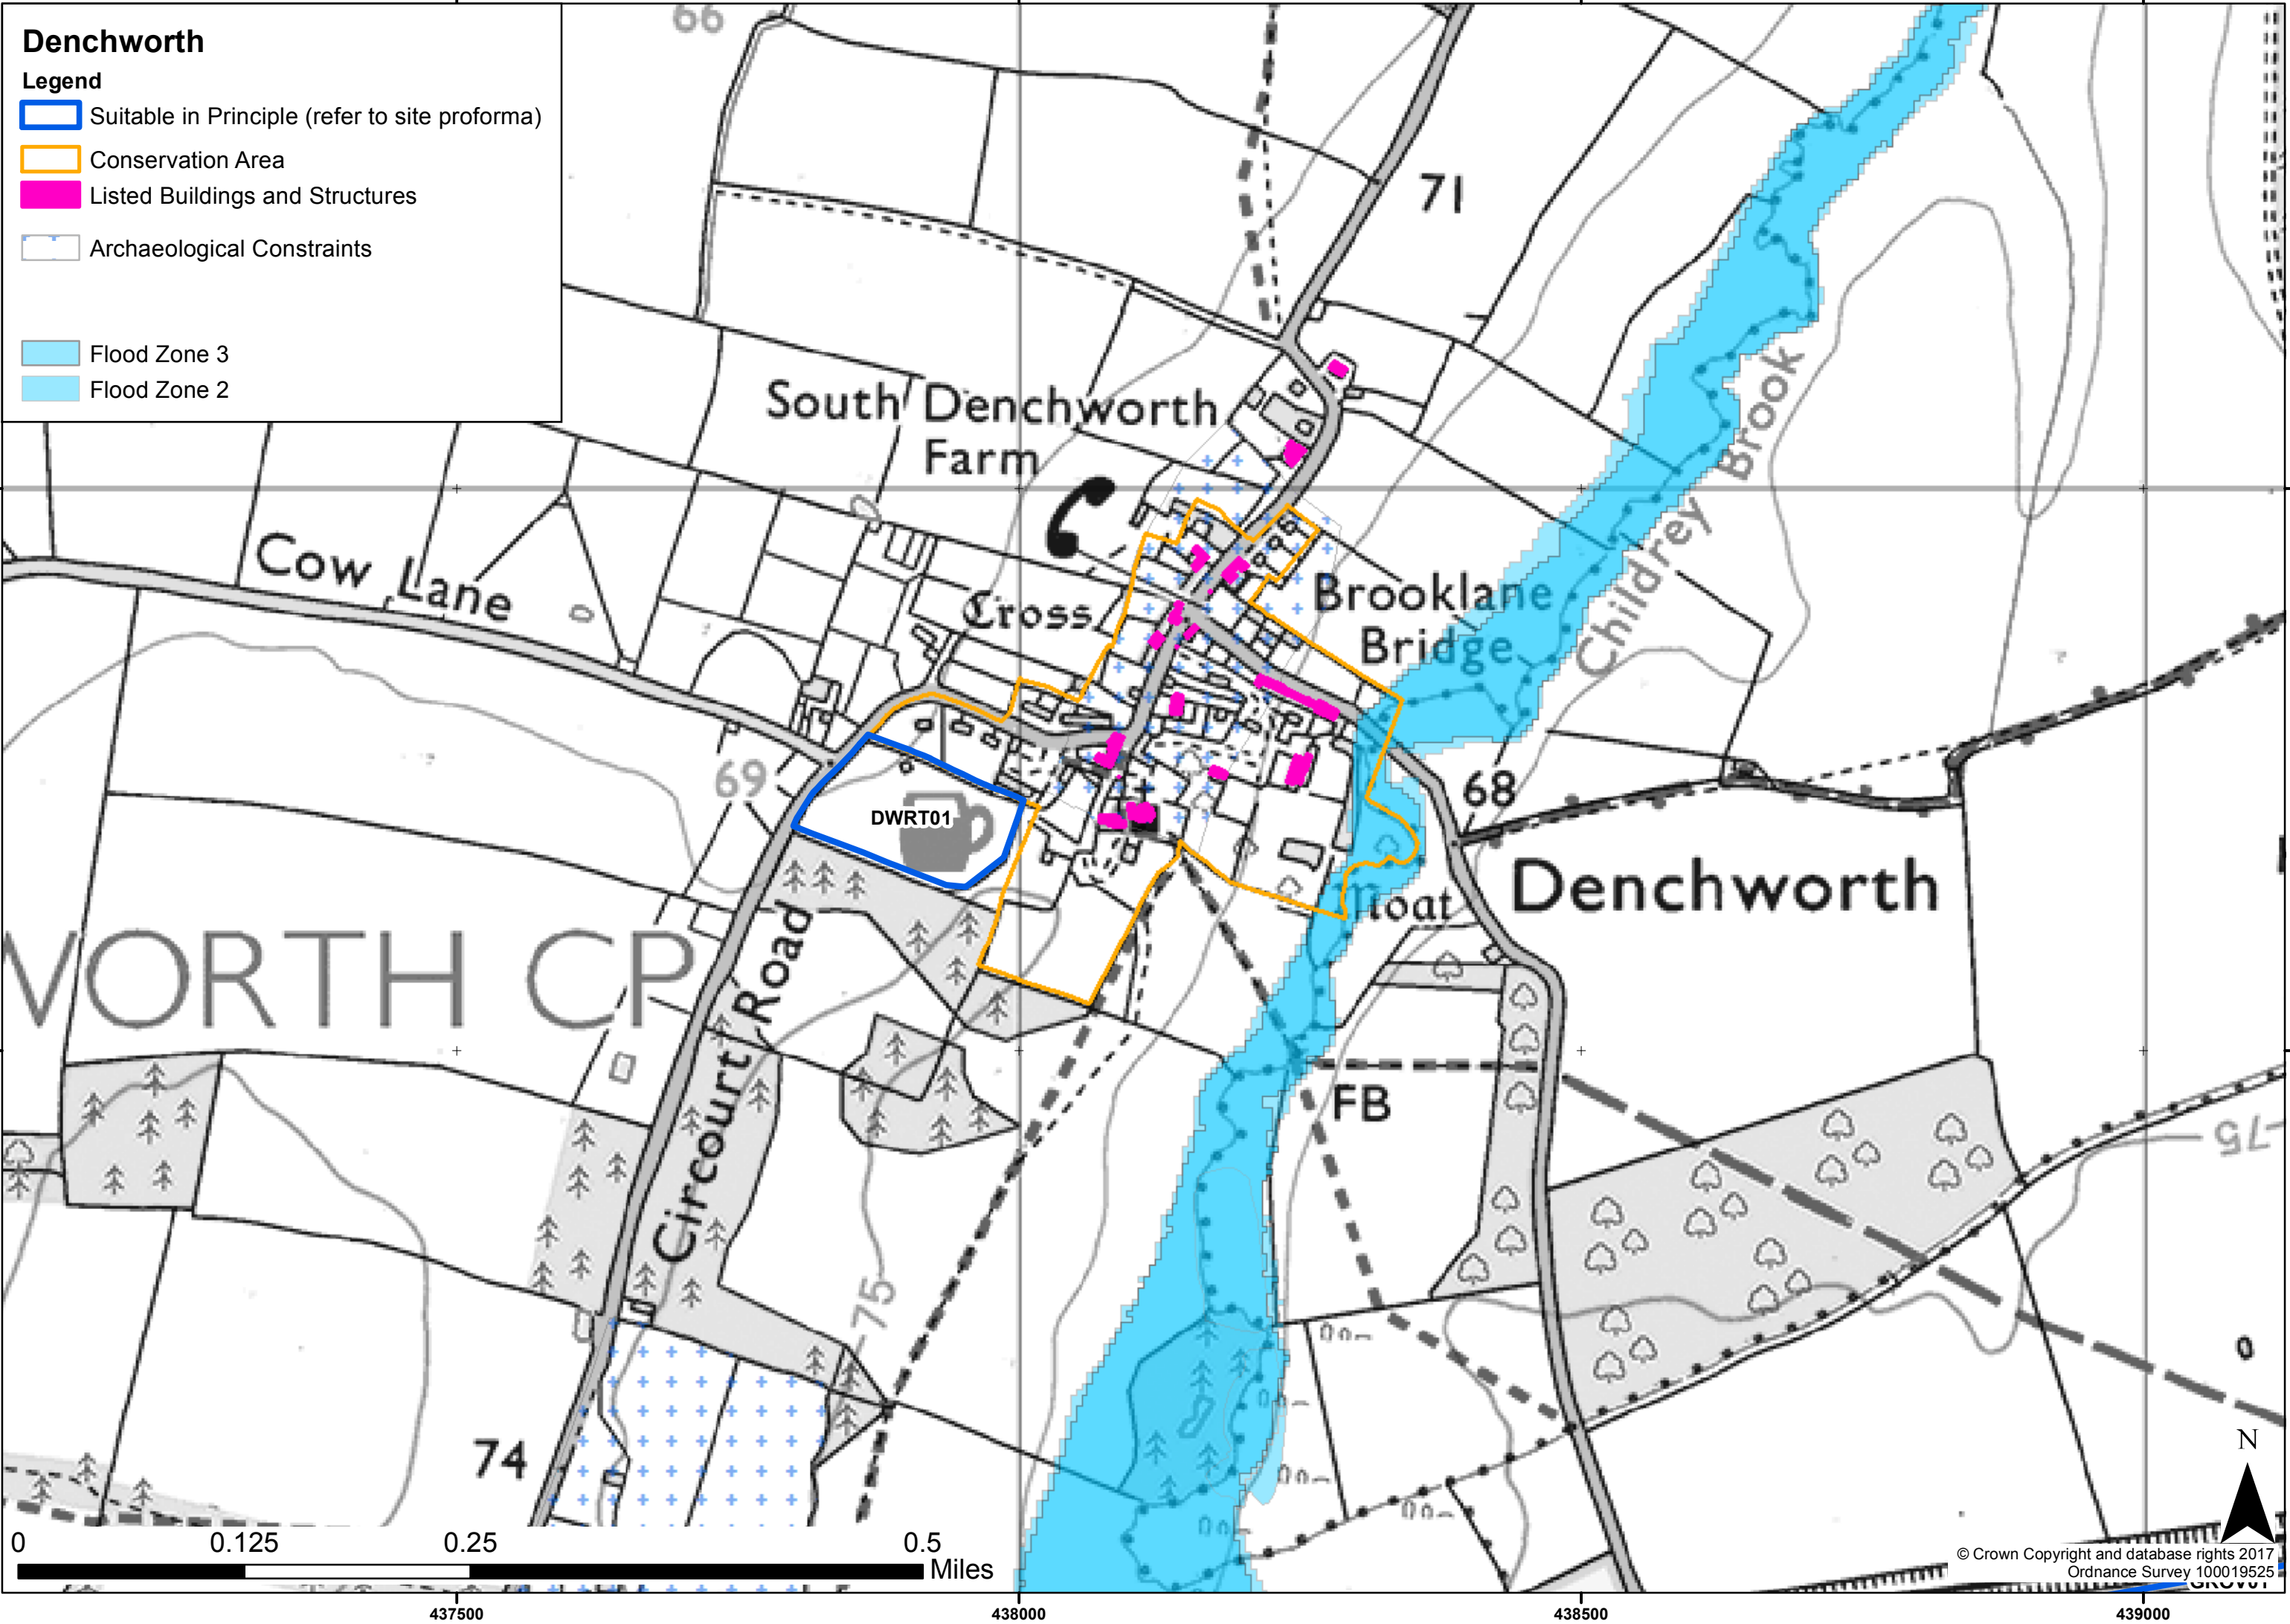 Denchworth
Legend
Suitable in Principle (refer to site proforma)
Conservation Area
Listed Buildings and Structures
Archaeological Constraints
Flood Zone 3
Flood Zone 2
66
71
South Denchworth
Farm
Cow Lane
Cross
Brooklane
Bridge
Childrey Brook
69
DWRT01
68
Denchworth
Moat
WORTH CP
Circourt Road
FB
75
75
74
0
0 0.125 0.25 0.5
Miles
N
© Crown Copyright and database rights 2017
Ordnance Survey 100019525
437500 438000 438500 439000